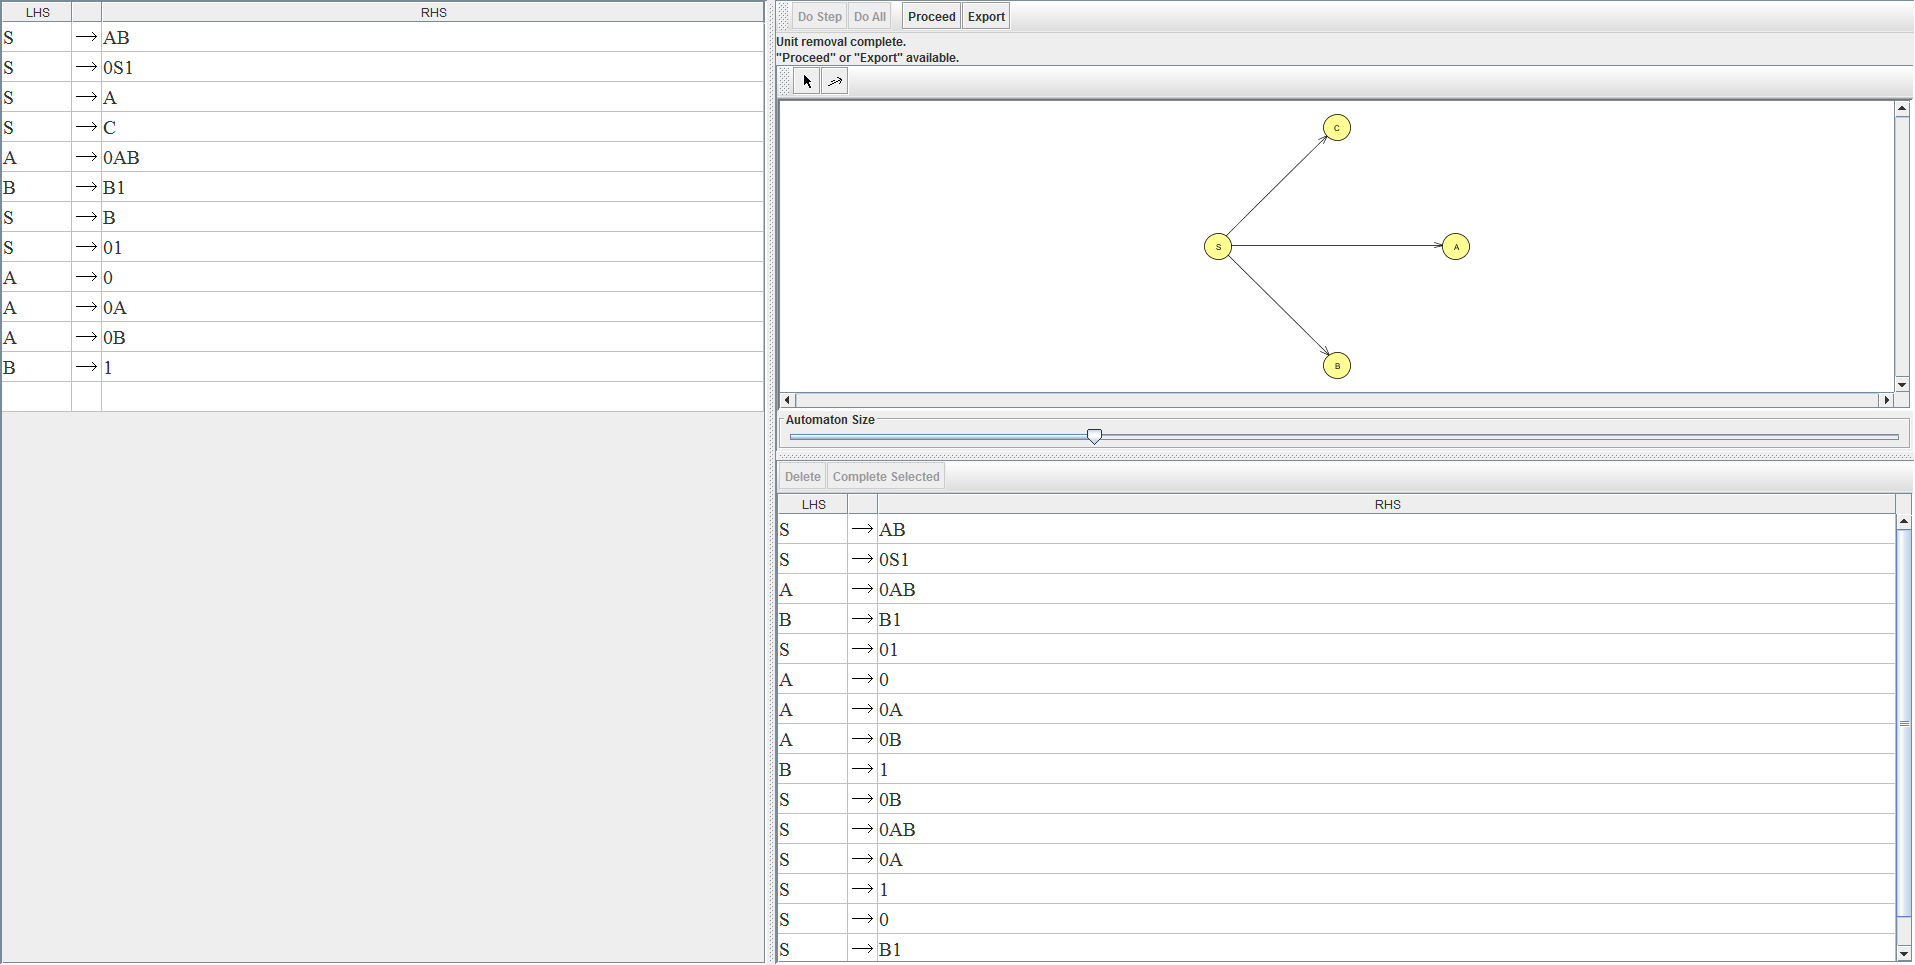 LHS RHS
S → AB
S → 0S1
S → A
S → C
A → 0AB
B → B1
S → B
S → 01
A → 0
A → 0A
A → 0B
B → 1
Do Step Do All Proceed Export
Unit removal complete.
"Proceed" or "Export" available.
C
S
A
B
Automaton Size
Delete Complete Selected
LHS RHS
S → AB
S → 0S1
A → 0AB
B → B1
S → 01
A → 0
A → 0A
A → 0B
B → 1
S → 0B
S → 0AB
S → 0A
S → 1
S → 0
S → B1